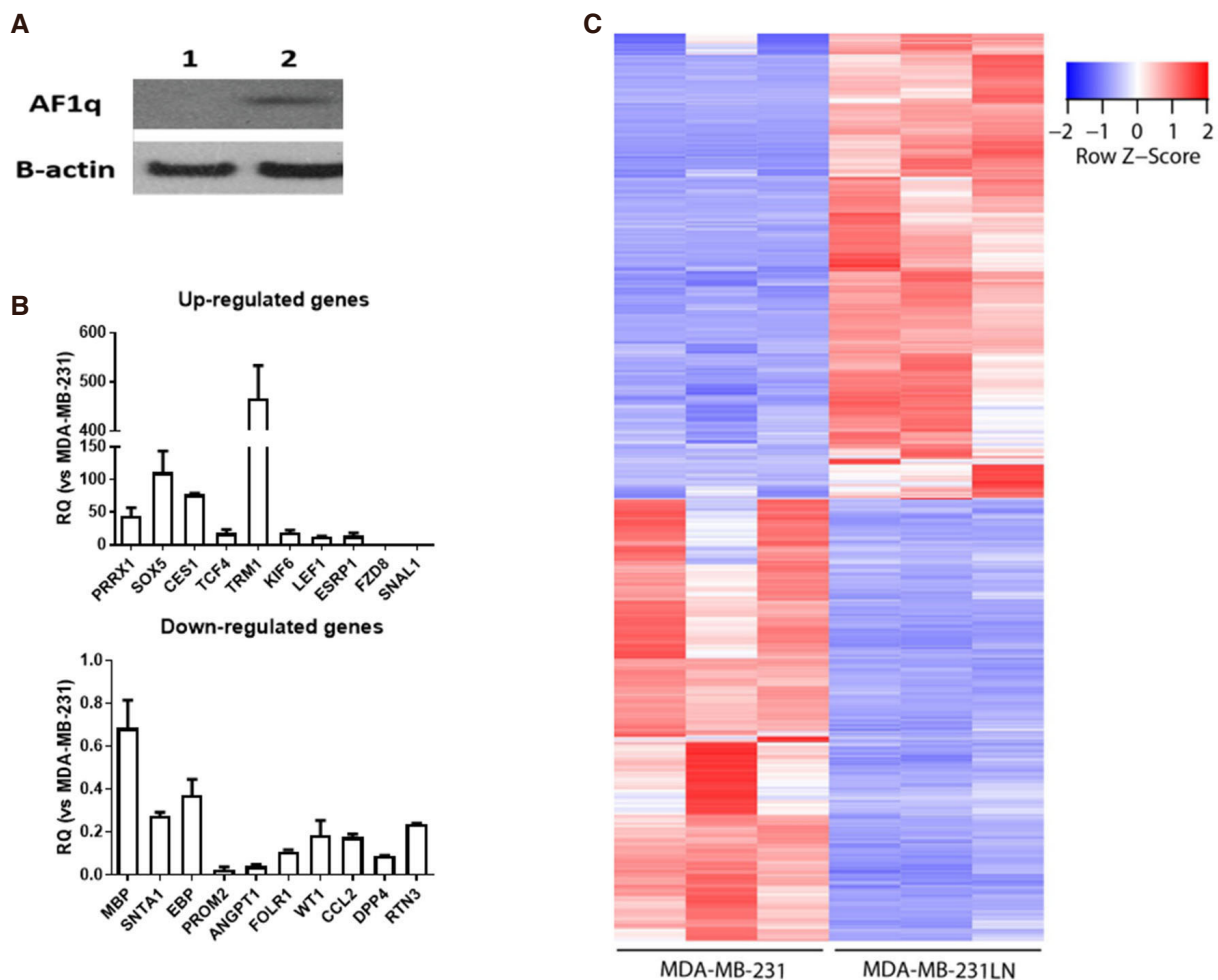 A
1 2
AF1q
B-actin
B
Up-regulated genes
RQ (vs MDA-MB-231)
600
500
400
150
100
50
0
PRRX1 SOX5 CES1 TCF4 TRM1 KIF6 LEF1 ESRP1 FZD8 SNAL1
Down-regulated genes
RQ (vs MDA-MB-231)
1.0
0.8
0.6
0.4
0.2
0.0
MBP SNTA1 EBP PROM2 ANGPT1 FOLR1 WT1 CCL2 DPP4 RTN3
C
−2 −1 0 1 2
Row Z−Score
MDA-MB-231 MDA-MB-231LN